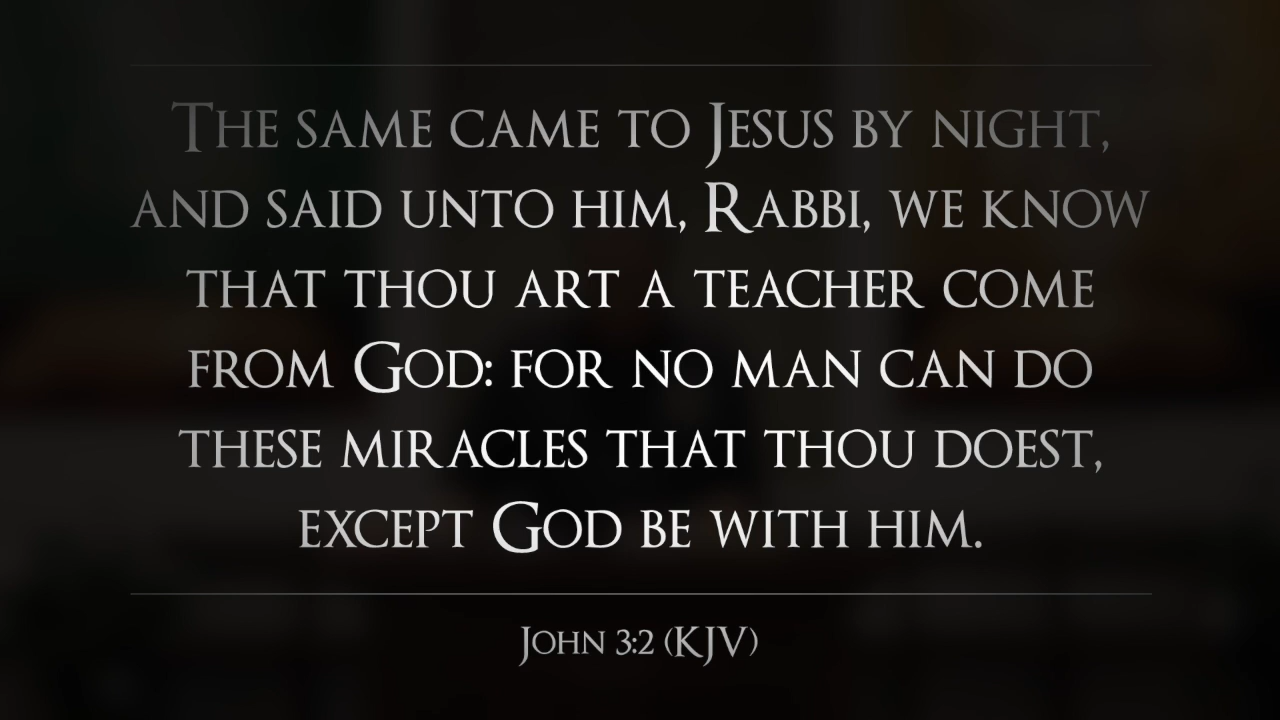 The same came to Jesus by night,
and said unto him, Rabbi, we know
that thou art a teacher come
from God: for no man can do
these miracles that thou doest,
except God be with him.
John 3:2 (KJV)